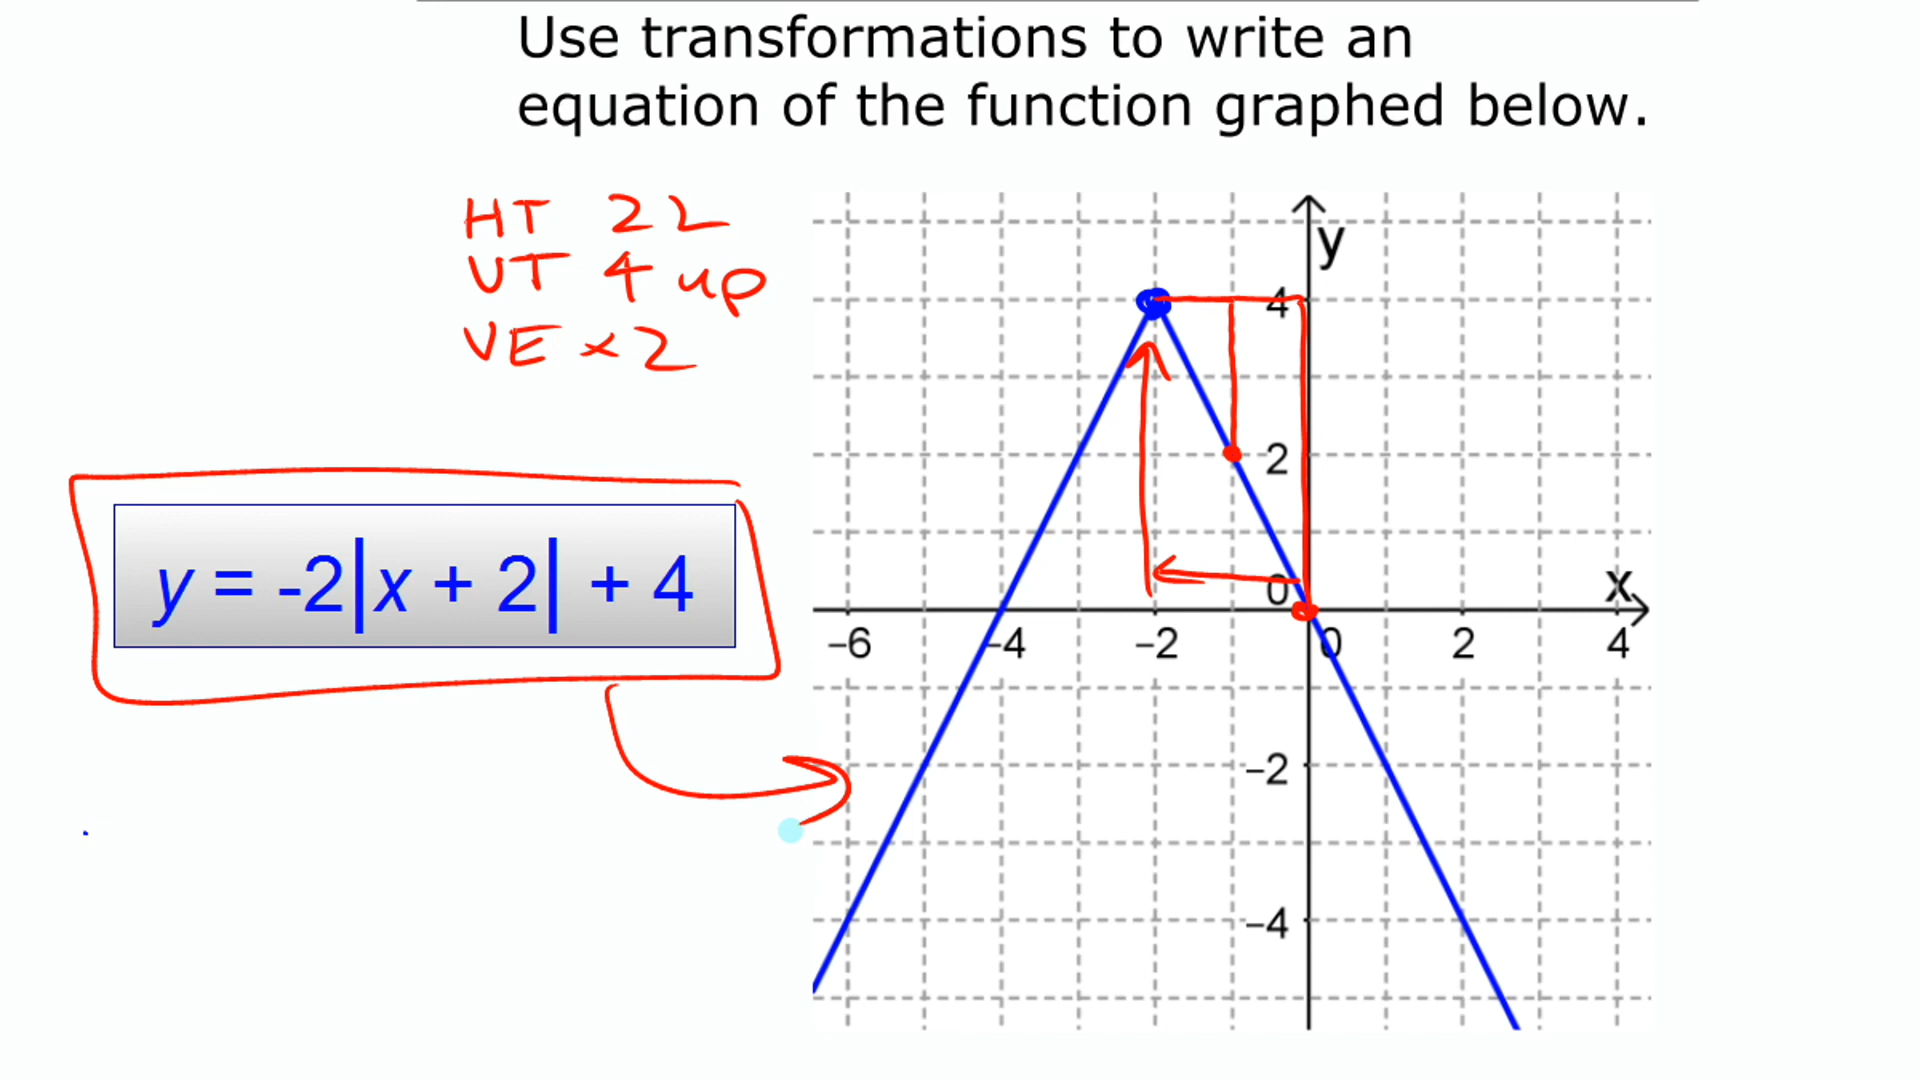 Use transformations to write an
equation of the function graphed below.
HT 2 L
VT 4 up
VE x 2
y = -2|x + 2| + 4
y
4
2
0
x
−6 −4 −2 0 2 4
−2
−4